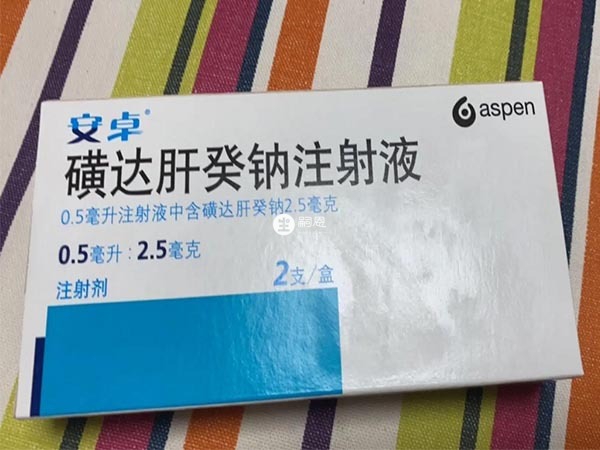 安卓®
aspen
磺达肝癸钠注射液
0.5毫升注射液中含磺达肝癸钠2.5毫克
0.5毫升:2.5毫克
注射剂
2支/盒
嗣恩